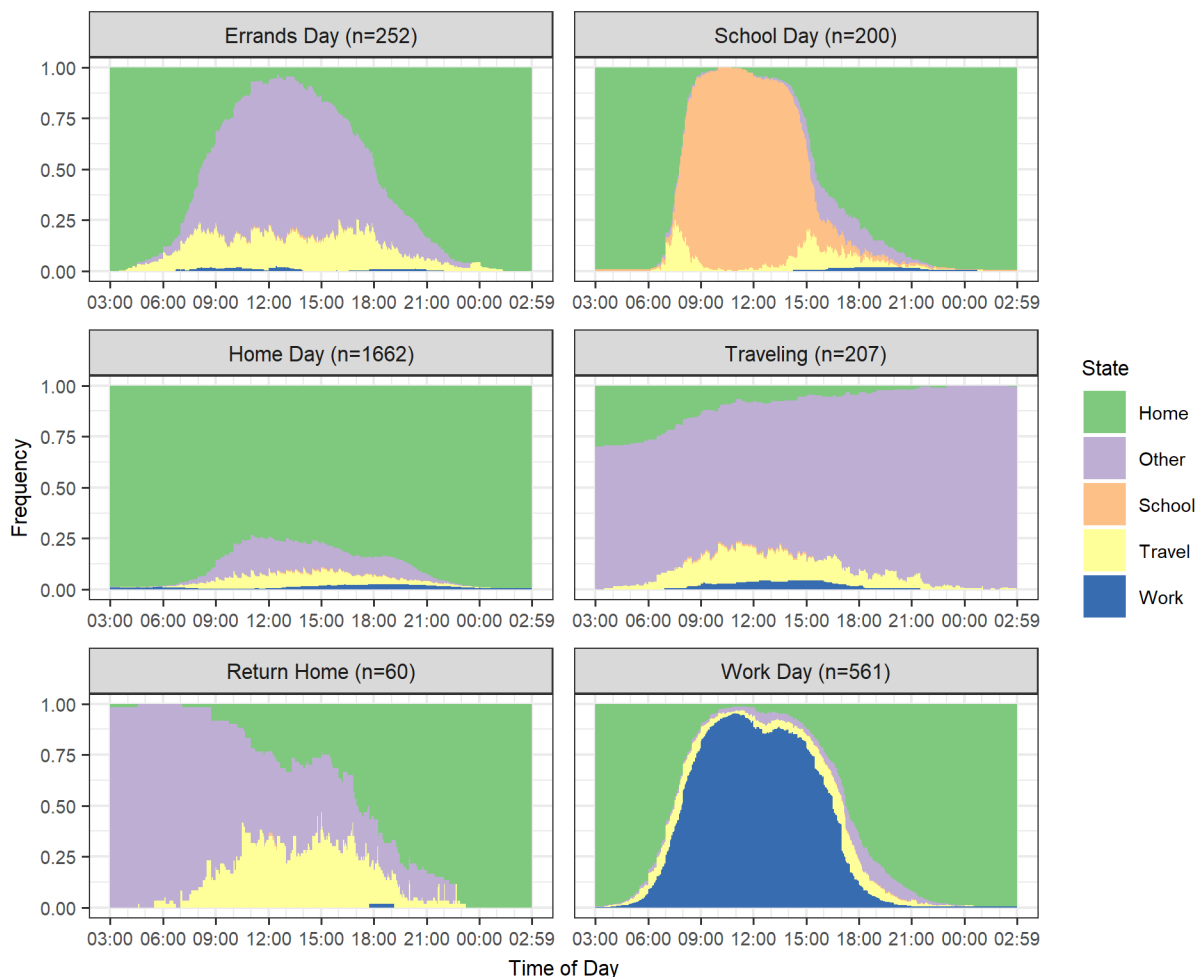 Errands Day (n=252)
School Day (n=200)
1.00
0.75
0.50
0.25
0.00
03:00 06:00 09:00 12:00 15:00 18:00 21:00 00:00 02:59
03:00 06:00 09:00 12:00 15:00 18:00 21:00 00:00 02:59
Home Day (n=1662)
Traveling (n=207)
1.00
0.75
0.50
0.25
0.00
03:00 06:00 09:00 12:00 15:00 18:00 21:00 00:00 02:59
03:00 06:00 09:00 12:00 15:00 18:00 21:00 00:00 02:59
Return Home (n=60)
Work Day (n=561)
1.00
0.75
0.50
0.25
0.00
03:00 06:00 09:00 12:00 15:00 18:00 21:00 00:00 02:59
03:00 06:00 09:00 12:00 15:00 18:00 21:00 00:00 02:59
Frequency
Time of Day
State
Home
Other
School
Travel
Work